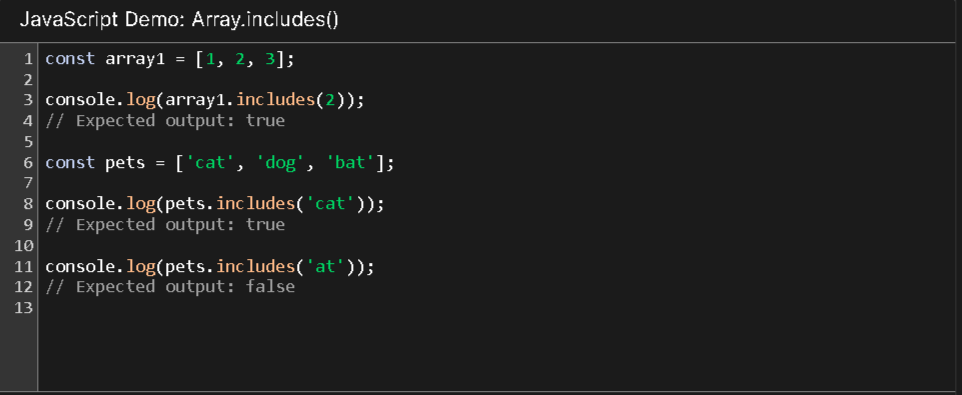 JavaScript Demo: Array.includes()
1 const array1 = [1, 2, 3];
2
3 console.log(array1.includes(2));
4 // Expected output: true
5
6 const pets = ['cat', 'dog', 'bat'];
7
8 console.log(pets.includes('cat'));
9 // Expected output: true
10
11 console.log(pets.includes('at'));
12 // Expected output: false
13